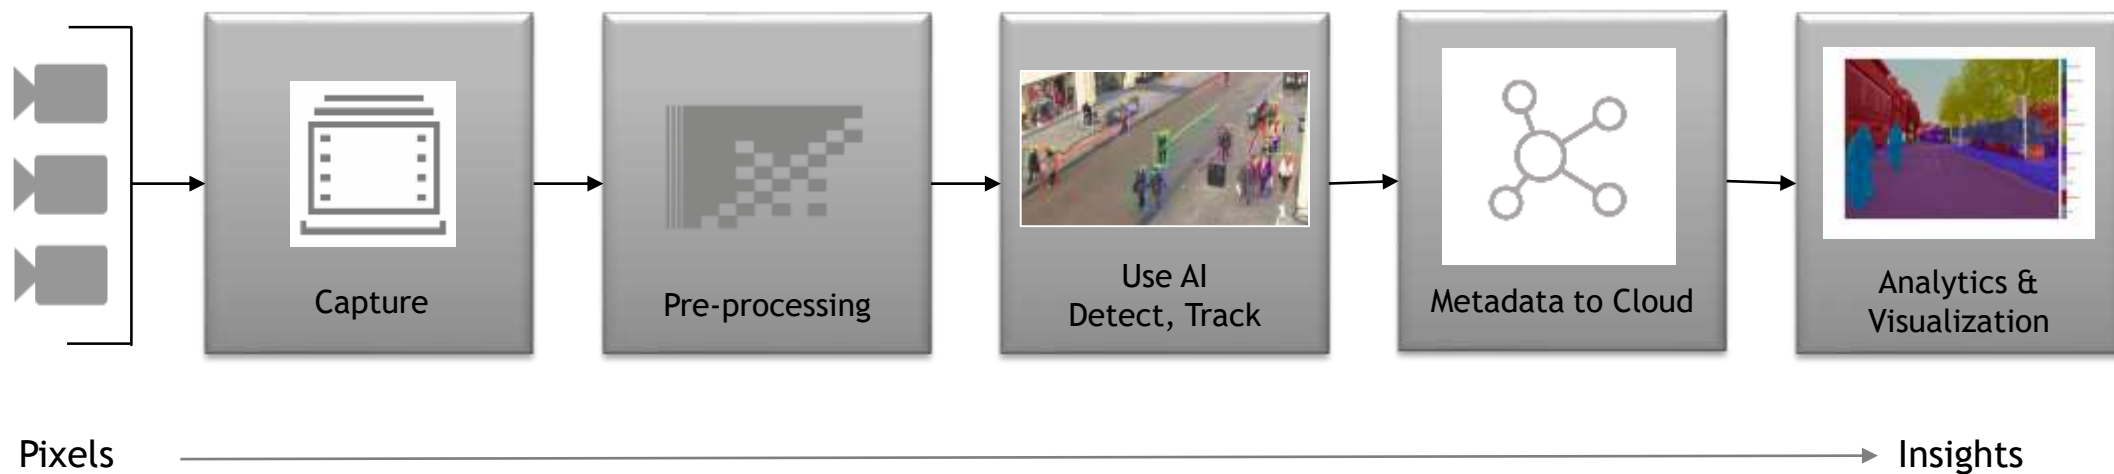 Capture
Pre-processing
Use AI
Detect, Track
Metadata to Cloud
Analytics &
Visualization
Pixels
Insights